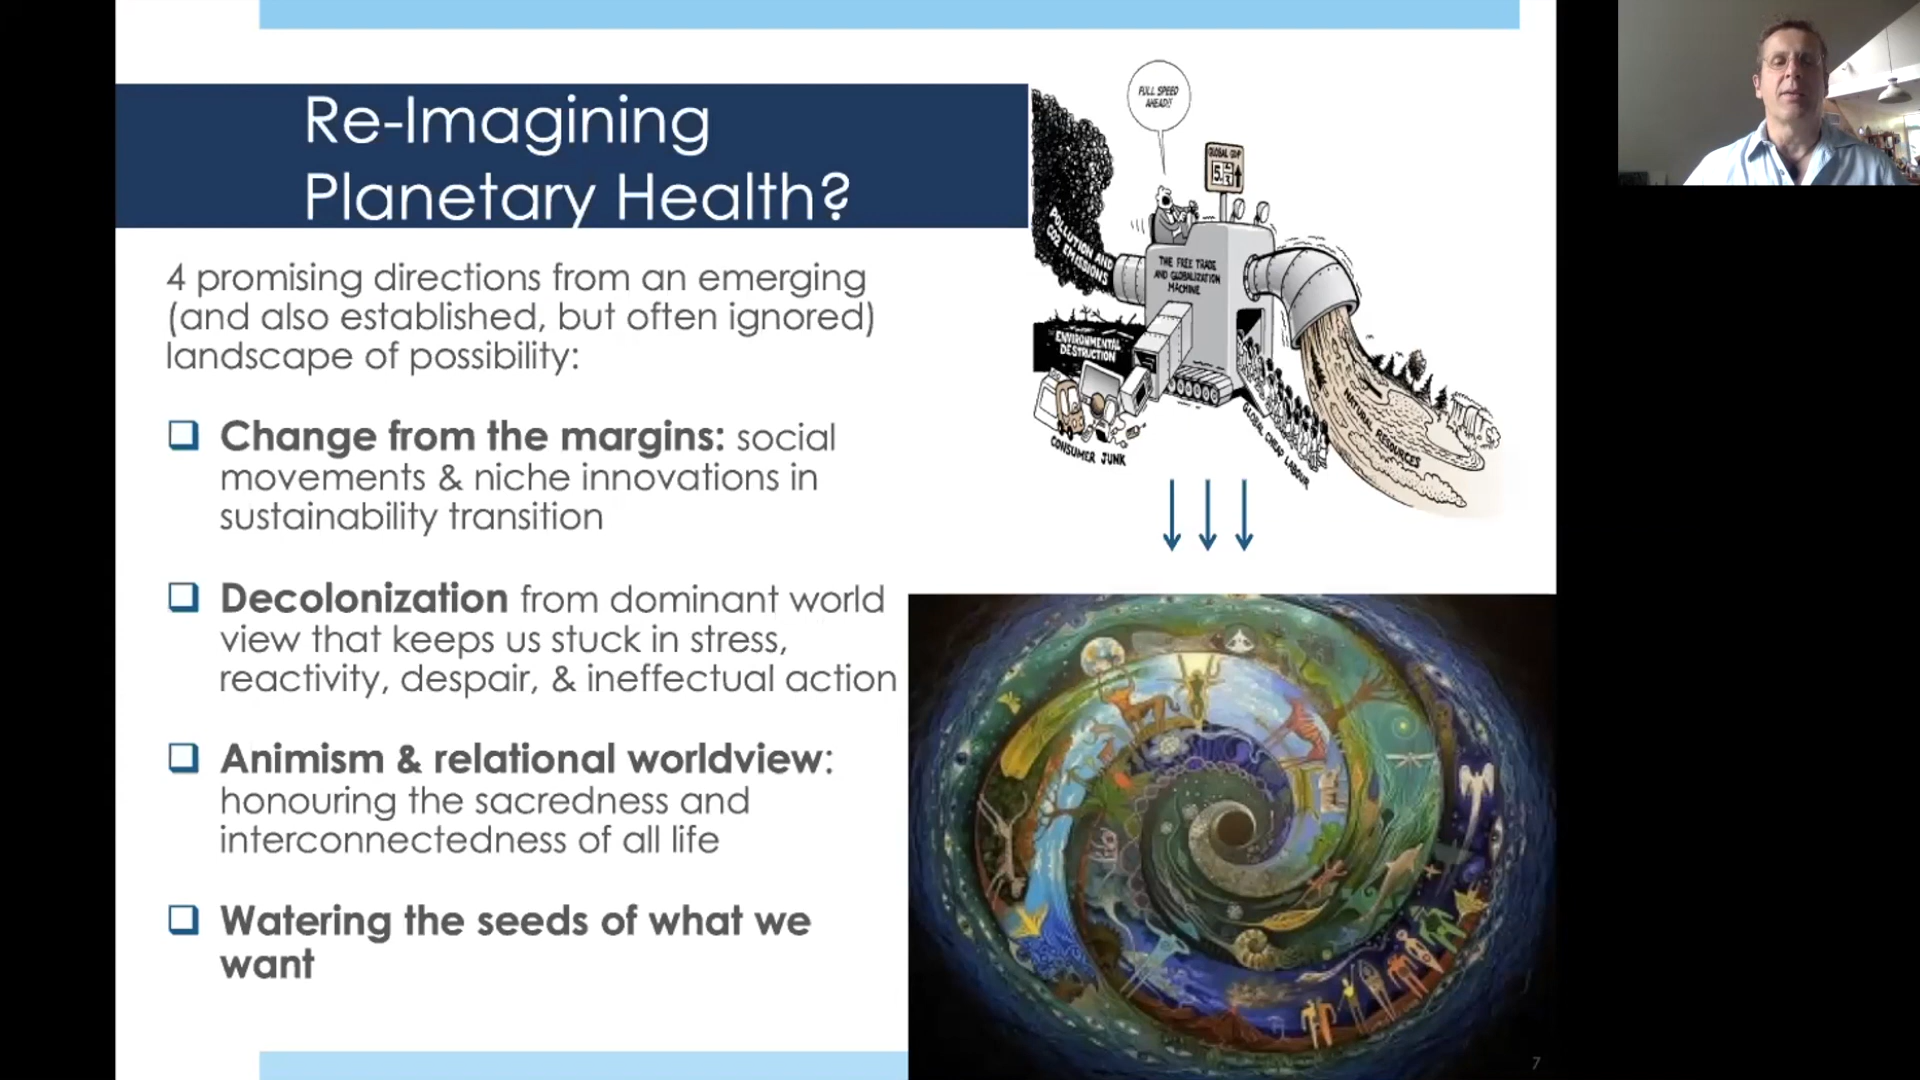 Re-Imagining
Planetary Health?
4 promising directions from an emerging
(and also established, but often ignored)
landscape of possibility:
❑ Change from the margins: social
movements & niche innovations in
sustainability transition
❑ Decolonization from dominant world
view that keeps us stuck in stress,
reactivity, despair, & ineffectual action
❑ Animism & relational worldview:
honouring the sacredness and
interconnectedness of all life
❑ Watering the seeds of what we
want
FULL SPEED
AHEAD!!
GLOBAL GDP
POLLUTION AND
CO2 EMISSIONS
THE FREE TRADE
AND GLOBALIZATION
MACHINE
ENVIRONMENTAL
DESTRUCTION
CONSUMER JUNK
GLOBAL CHEAP LABOUR
NATURAL RESOURCES
7